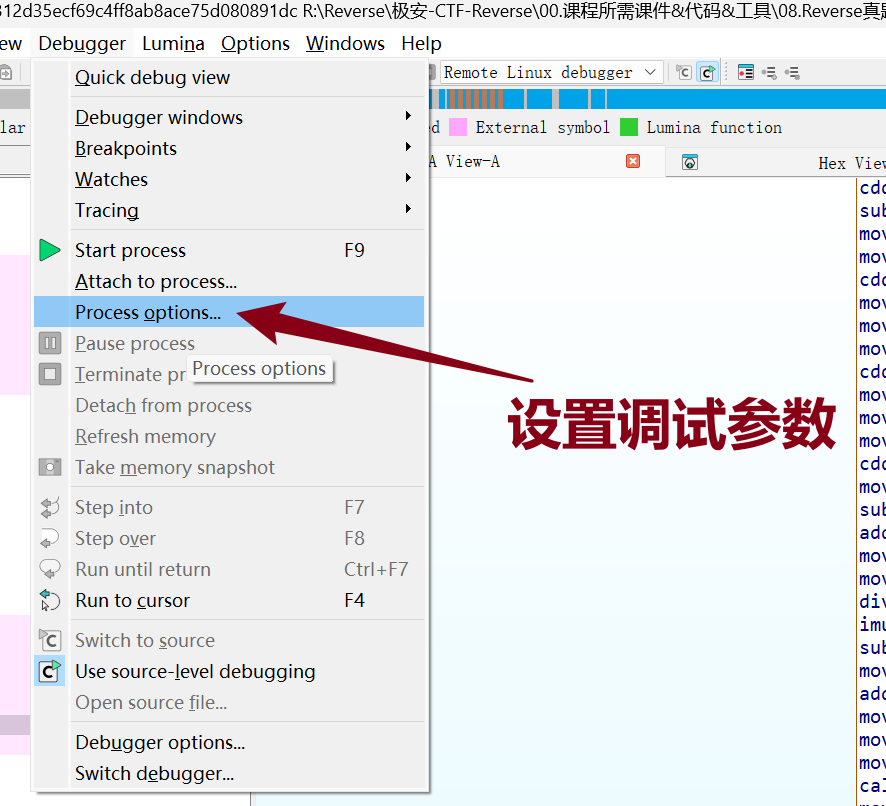 312d35ecf69c4ff8ab8ace75d080891dc R:\Reverse\极安-CTF-Reverse\00.课程所需课件&代码&工具\08.Reverse真题
ew Debugger Lumina Options Windows Help
Quick debug view
Remote Linux debugger
Debugger windows
lar
ed External symbol Lumina function
Breakpoints
A View-A
Hex View
Watches
Tracing
Start process F9
Attach to process...
Process options...
Pause process
Process options
Terminate pr
Detach from process
设置调试参数
Refresh memory
Take memory snapshot
Step into F7
Step over F8
Run until return Ctrl+F7
Run to cursor F4
Switch to source
Use source-level debugging
Open source file...
Debugger options...
Switch debugger...
cdq
sub
mov
mov
cdq
mov
mov
mov
cdq
mov
mov
mov
cdq
mov
sub
add
mov
mov
div
imu
sub
mov
add
mov
mov
mov
cal